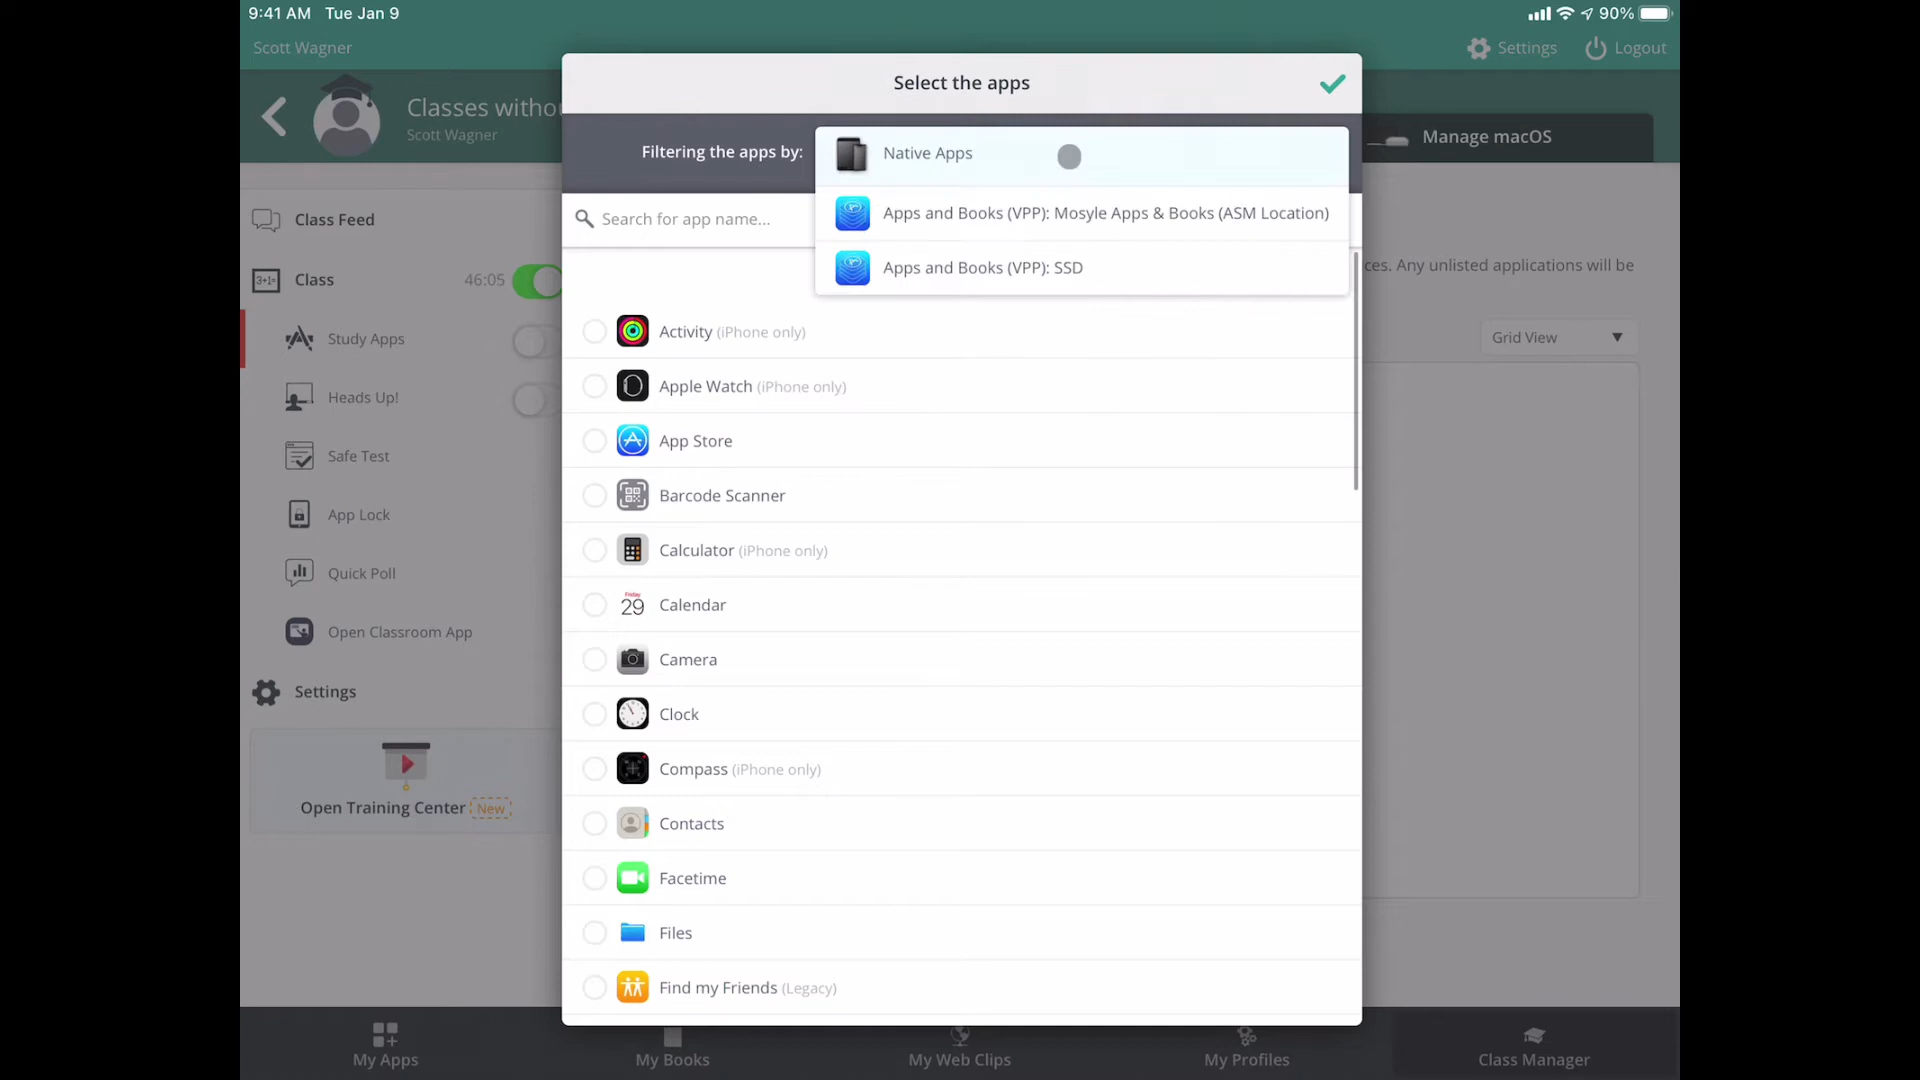 9:41 AM Tue Jan 9
90%
Scott Wagner
Settings
Logout
Select the apps
Classes witho
Scott Wagner
Manage macOS
Filtering the apps by:
Native Apps
Apps and Books (VPP): Mosyle Apps & Books (ASM Location)
Apps and Books (VPP): SSD
Search for app name...
Class Feed
3+1=
Class
46:05
ces. Any unlisted applications will be
Study Apps
Grid View
Heads Up!
Safe Test
App Lock
Quick Poll
Open Classroom App
Settings
Open Training Center New
Activity (iPhone only)
Apple Watch (iPhone only)
App Store
Barcode Scanner
Calculator (iPhone only)
Friday
29
Calendar
Camera
Clock
Compass (iPhone only)
Contacts
Facetime
Files
Find my Friends (Legacy)
My Apps
My Books
My Web Clips
My Profiles
Class Manager